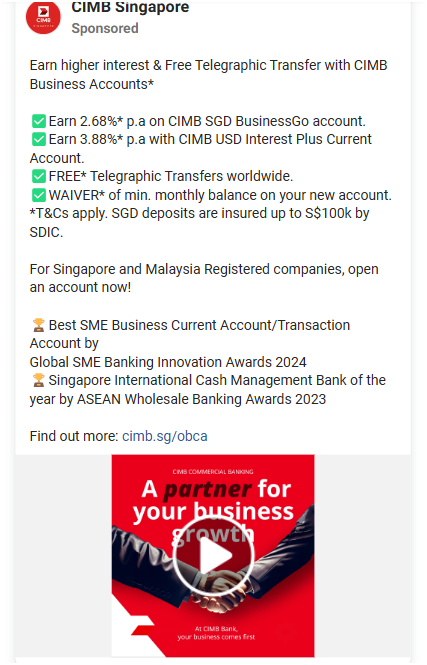 CIMB Singapore
Sponsored
Earn higher interest & Free Telegraphic Transfer with CIMB
Business Accounts*
✅Earn 2.68%* p.a on CIMB SGD BusinessGo account.
✅Earn 3.88%* p.a with CIMB USD Interest Plus Current
Account.
✅FREE* Telegraphic Transfers worldwide.
✅WAIVER* of min. monthly balance on your new account.
*T&Cs apply. SGD deposits are insured up to S$100k by
SDIC.
For Singapore and Malaysia Registered companies, open
an account now!
🏆Best SME Business Current Account/Transaction
Account by
Global SME Banking Innovation Awards 2024
🏆Singapore International Cash Management Bank of the
year by ASEAN Wholesale Banking Awards 2023
Find out more: cimb.sg/obca
CIMB COMMERCIAL BANKING
A partner for
your business
growth
At CIMB Bank,
your business comes first